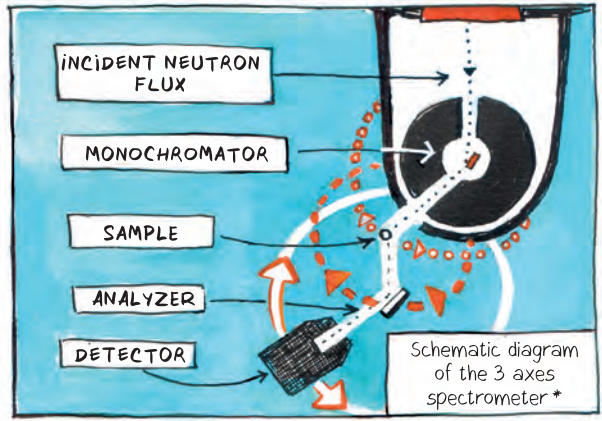 iNCiDENT NEUTRON
FLUX
MONOCHROMATOR
SAMPLE
ANALYZER
DETECTOR
Schematic diagram
of the 3 axes
spectrometer *